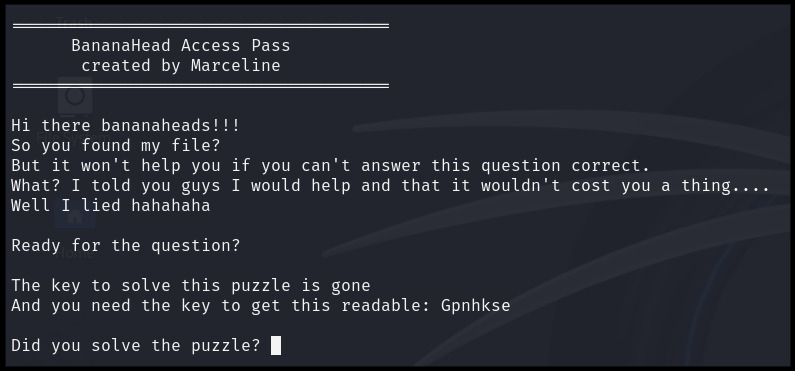 BananaHead Access Pass
created by Marceline
Hi there bananaheads!!!
So you found my file?
But it won't help you if you can't answer this question correct.
What? I told you guys I would help and that it wouldn't cost you a thing....
Well I lied hahahaha
Ready for the question?
The key to solve this puzzle is gone
And you need the key to get this readable: Gpnhkse
Did you solve the puzzle?